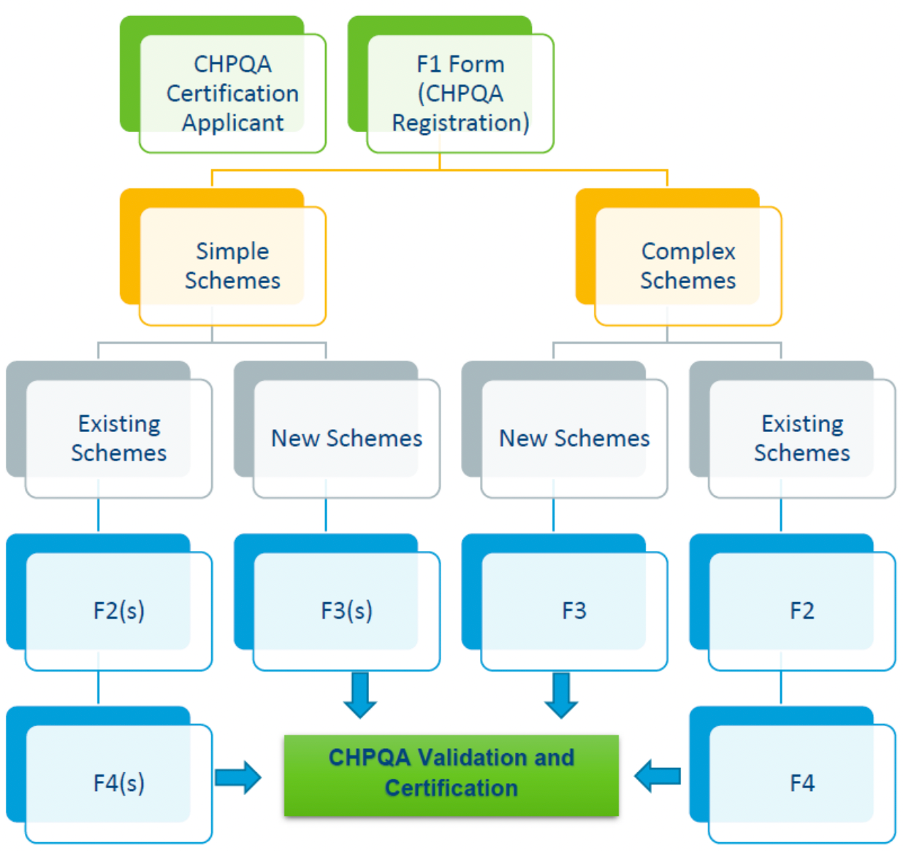 CHPQA
Certification
Applicant
F1 Form
(CHPQA
Registration)
Simple
Schemes
Complex
Schemes
Existing
Schemes
New Schemes
New Schemes
Existing
Schemes
F2(s)
F3(s)
F3
F2
F4(s)
CHPQA Validation and
Certification
F4